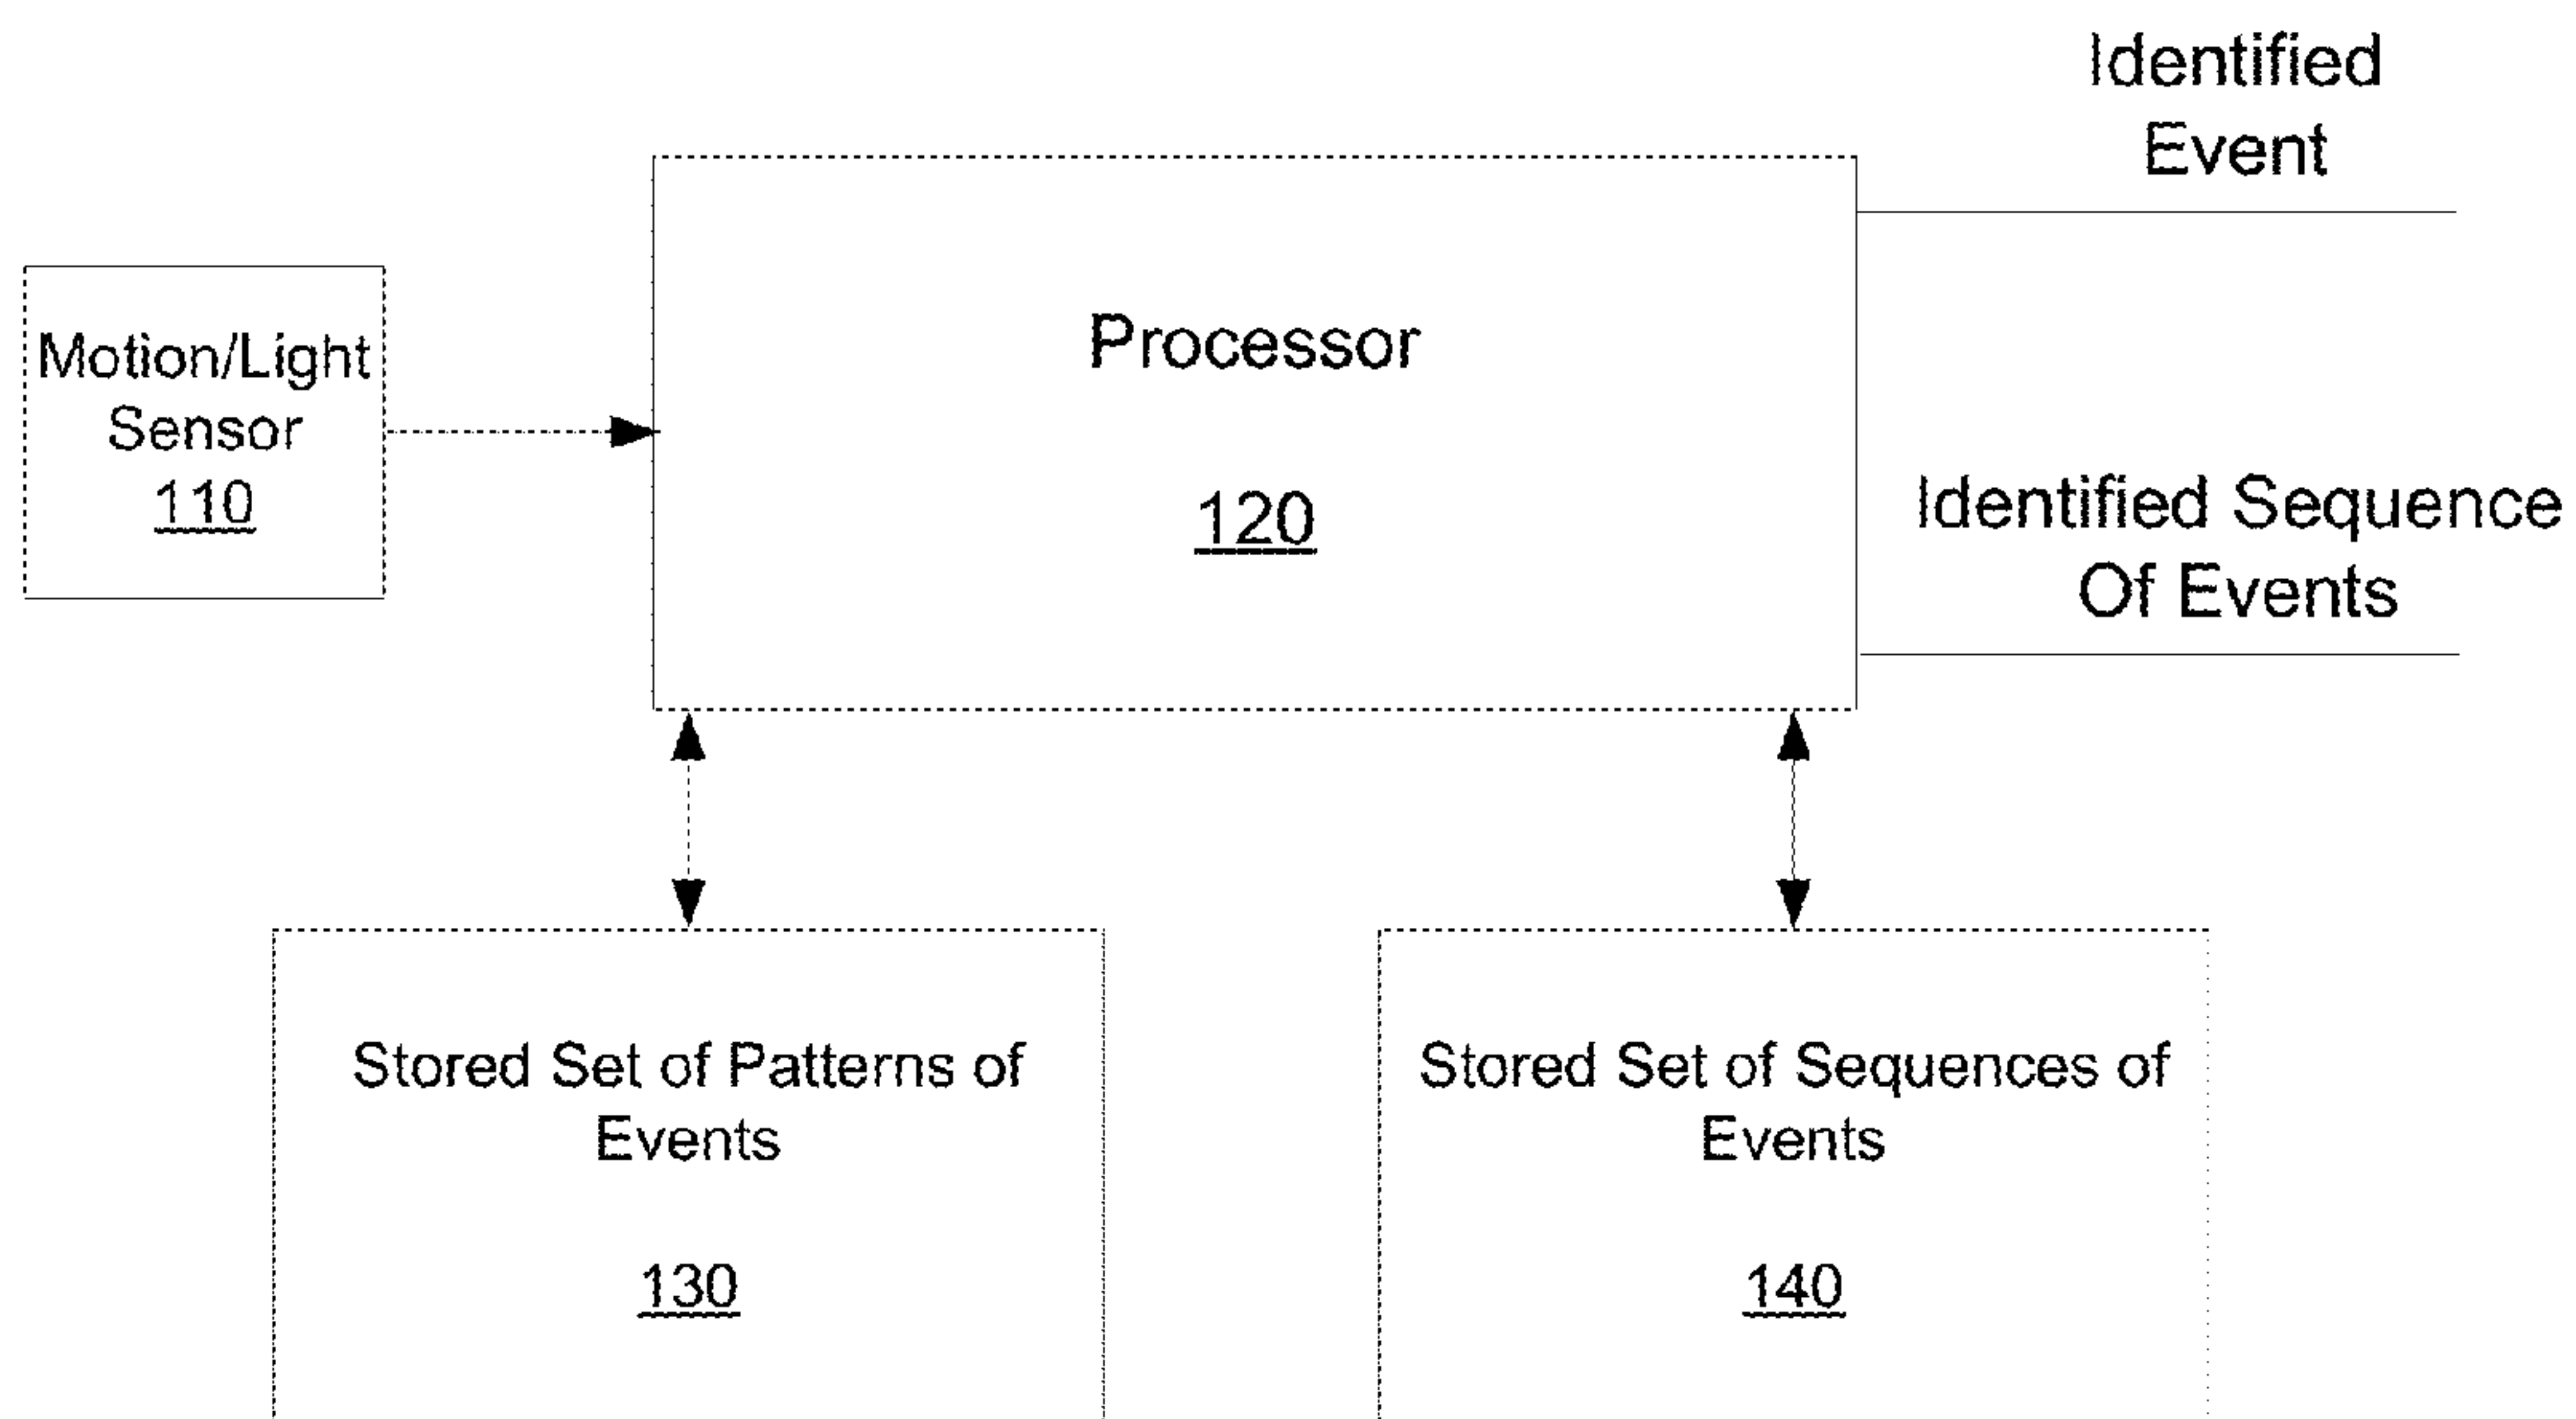 Identified
Event
Motion/Light
Sensor
110
Processor
120
Identified Sequence
Of Events
Stored Set of Patterns of
Events
130
Stored Set of Sequences of
Events
140